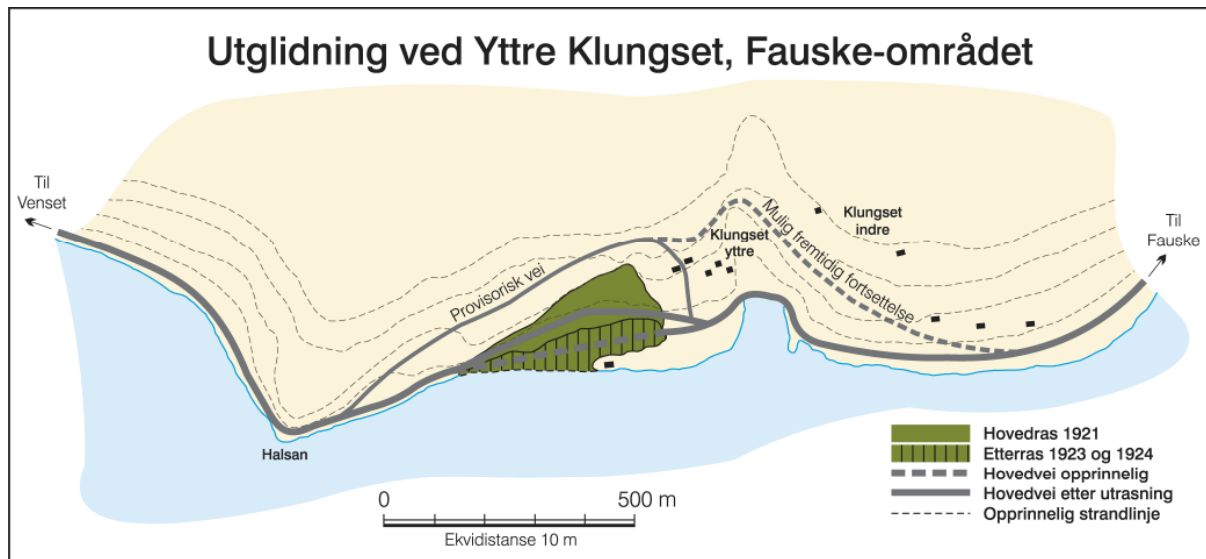 Utglidning ved Yttre Klungset, Fauske-området
Til
Venset
Provisorisk vei
Klungset
yttre
Mulig fremtidig fortsettelse
Klungset
indre
Til
Fauske
Halsan
0
500 m
Ekvidistanse 10 m
Hovedras 1921
Etterras 1923 og 1924
Hovedvei opprinnelig
Hovedvei etter utrasning
Opprinnelig strandlinje